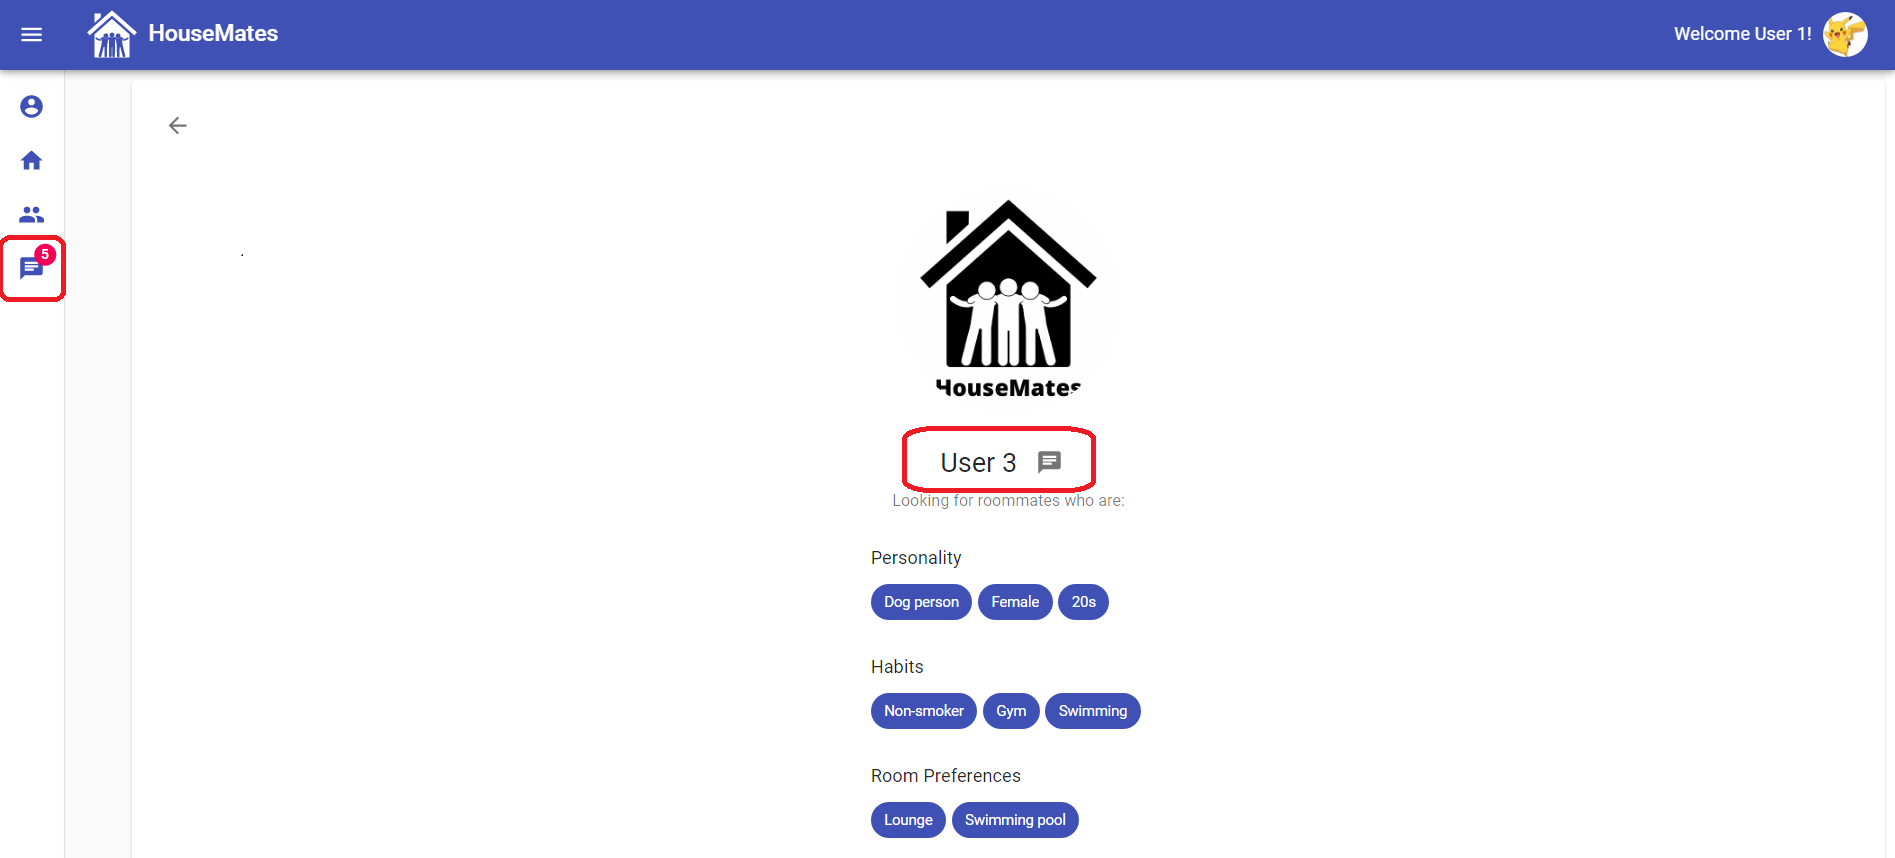 HouseMates
Welcome User 1!
5
HouseMates
User 3
Looking for roommates who are:
Personality
Dog person Female 20s
Habits
Non-smoker Gym Swimming
Room Preferences
Lounge Swimming pool